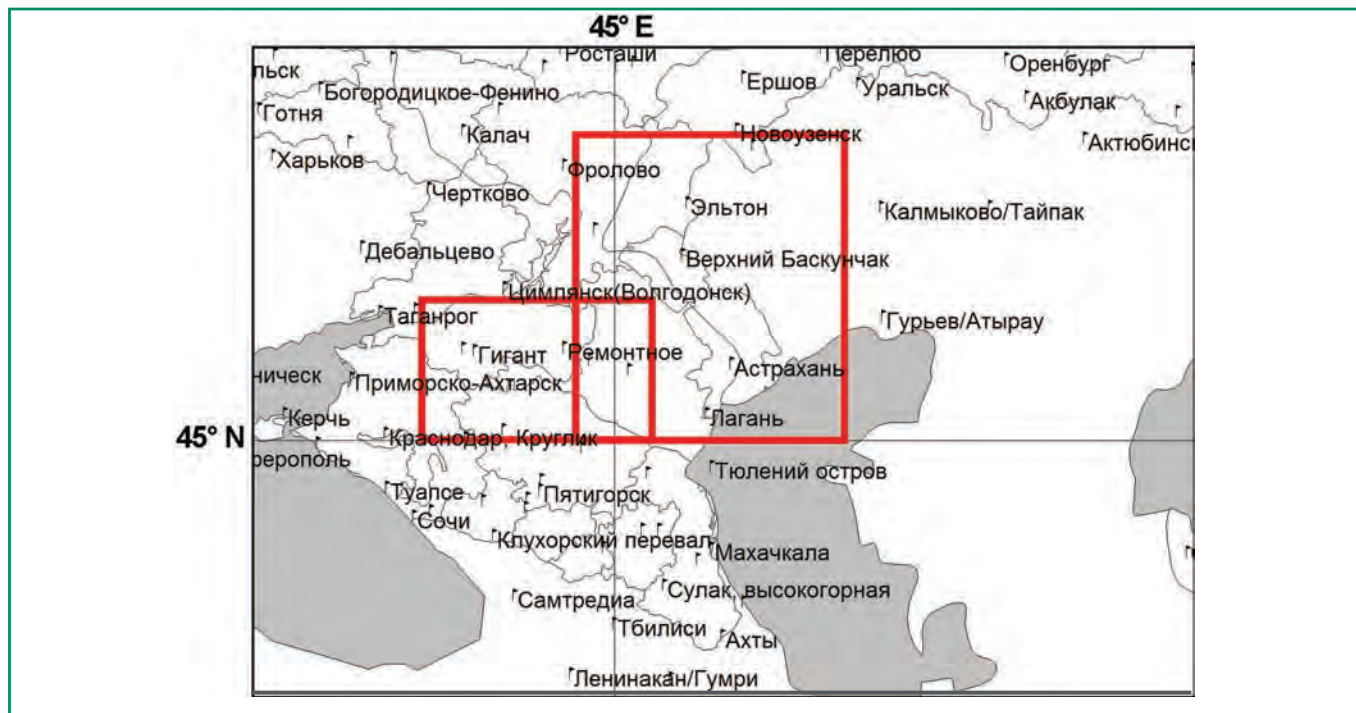 45° E
Росташи
Перелюб
льск
Оренбург
Ершов
Богородицкое-Фенино
Уральск
Акбулак
Готня
Калач
Новоузенск
Актюбинск
Харьков
Фролово
Чертково
Эльтон
Калмыково/Тайпак
Дебальцево
Верхний Баскунчак
Цимлянск(Волгодонск)
Таганрог
Гурьев/Атырау
Гигант
Ремонтное
Астрахань
ническ
Приморско-Ахтарск
Керчь
Лагань
45° N
Краснодар, Круглик
ферополь
Тюлений остров
Туапсе
Пятигорск
Сочи
Клухорский перевал
Махачкала
Сулак, высокогорная
Самтредиа
Тбилиси
Ахты
Ленинакан/Гумри